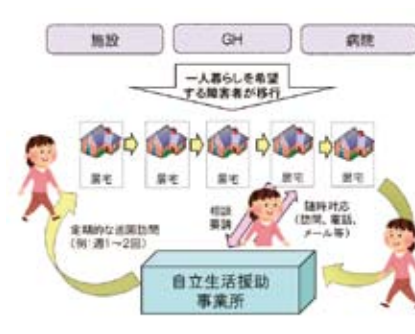 施設 GH 病院
一人暮らしを希望
する障害者が移行
居宅 居宅 居宅 居宅 居宅
相談
要請
随時対応
(訪問、電話、
メール等)
定期的な巡回訪問
(例:週1～2回)
自立生活援助
事業所